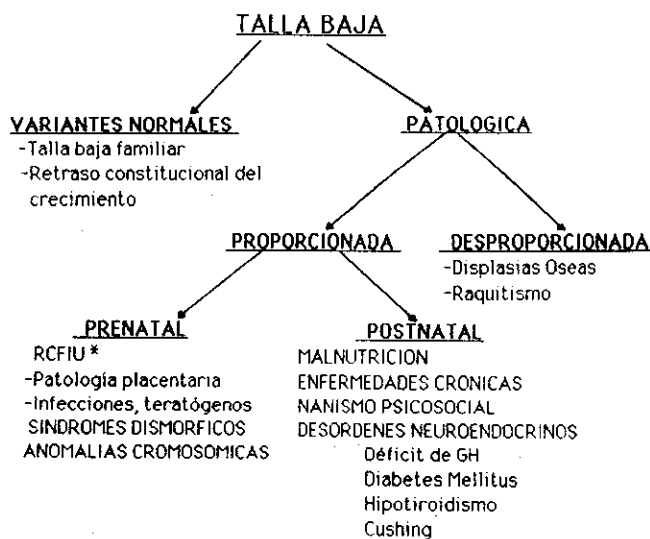 TALLA BAJA
VARIANTES NORMALES
-Talla baja familiar
-Retraso constitucional del
crecimiento
PATOLOGICA
PROPORCIONADA
DESPROPORCIONADA
-Displasias Oseas
-Raquitismo
PRENATAL
RCFIU *
-Patología placentaria
-Infecciones, teratógenos
SINDROMES DISMORFICOS
ANOMALIAS CROMOSOMICAS
POSTNATAL
MALNUTRICION
ENFERMEDADES CRONICAS
NANISMO PSICOSOCIAL
DESORDENES NEUROENDOCRINOS
Déficit de GH
Diabetes Mellitus
Hipotiroidismo
Cushing